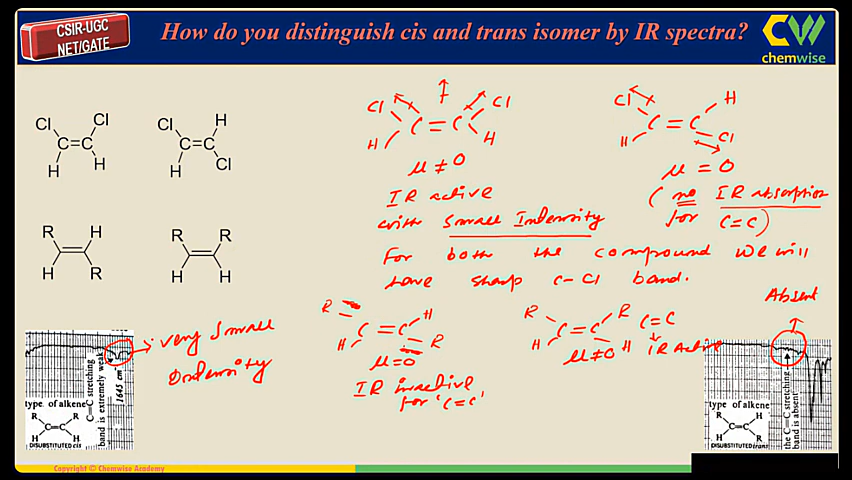 CSIR-UGC
NET/GATE
How do you distinguish cis and trans isomer by IR spectra?
CW
chemwise
Cl Cl
C=C
H H
Cl H
C=C
H Cl
R H
H R
R R
H H
Cl Cl
C=C
H H
μ ≠ 0
IR active
with small Indensity
Cl H
C=C
H Cl
μ = 0
(no IR absorption
for C=C)
For both the compound we will
have sharp C-Cl band.
R H
C=C
H R
μ=0
IR inactive
for 'C=C'
R R
C=C
H H
μ≠0
C=C
IR Active
Absent
very small
Indensity
C=C stretching
band is extremely weak
1645 cm⁻¹
type of alkene
R R
C=C
H H
DISUBSTITUTED cis
the C=C stretching
band is absent
type of alkene
R H
C=C
H R
DISUBSTITUTED trans
Copyright © Chemwise Academy